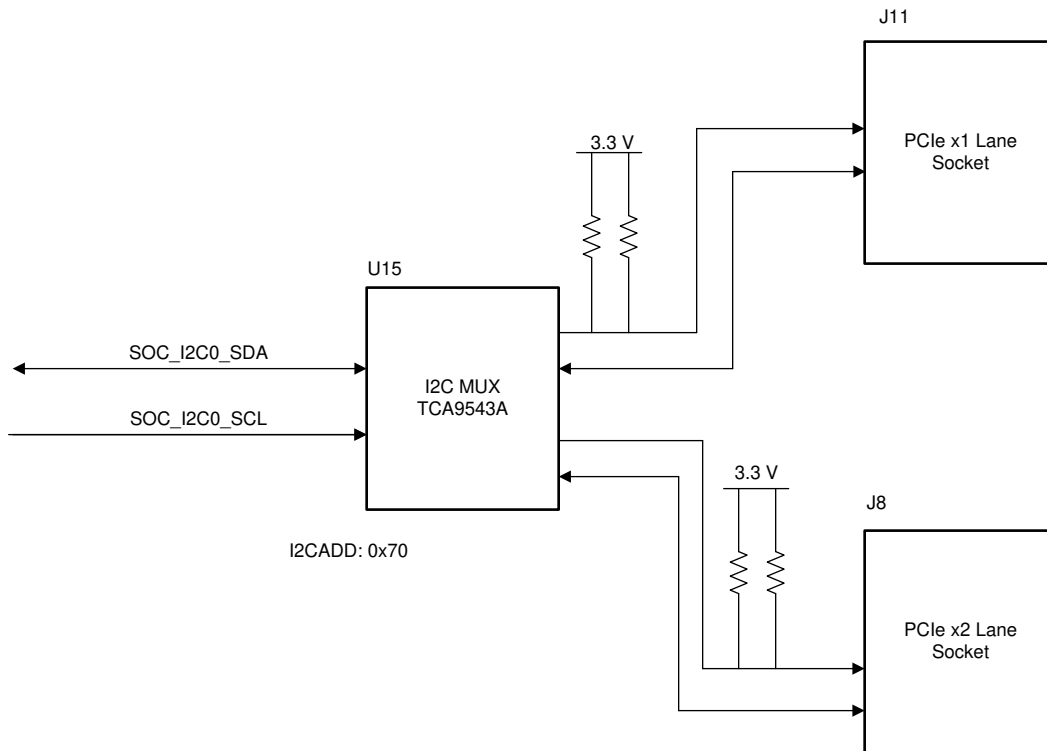 J11
PCIe x1 Lane
Socket
3.3 V
U15
SOC_I2C0_SDA
I2C MUX
TCA9543A
SOC_I2C0_SCL
3.3 V
J8
I2CADD: 0x70
PCIe x2 Lane
Socket